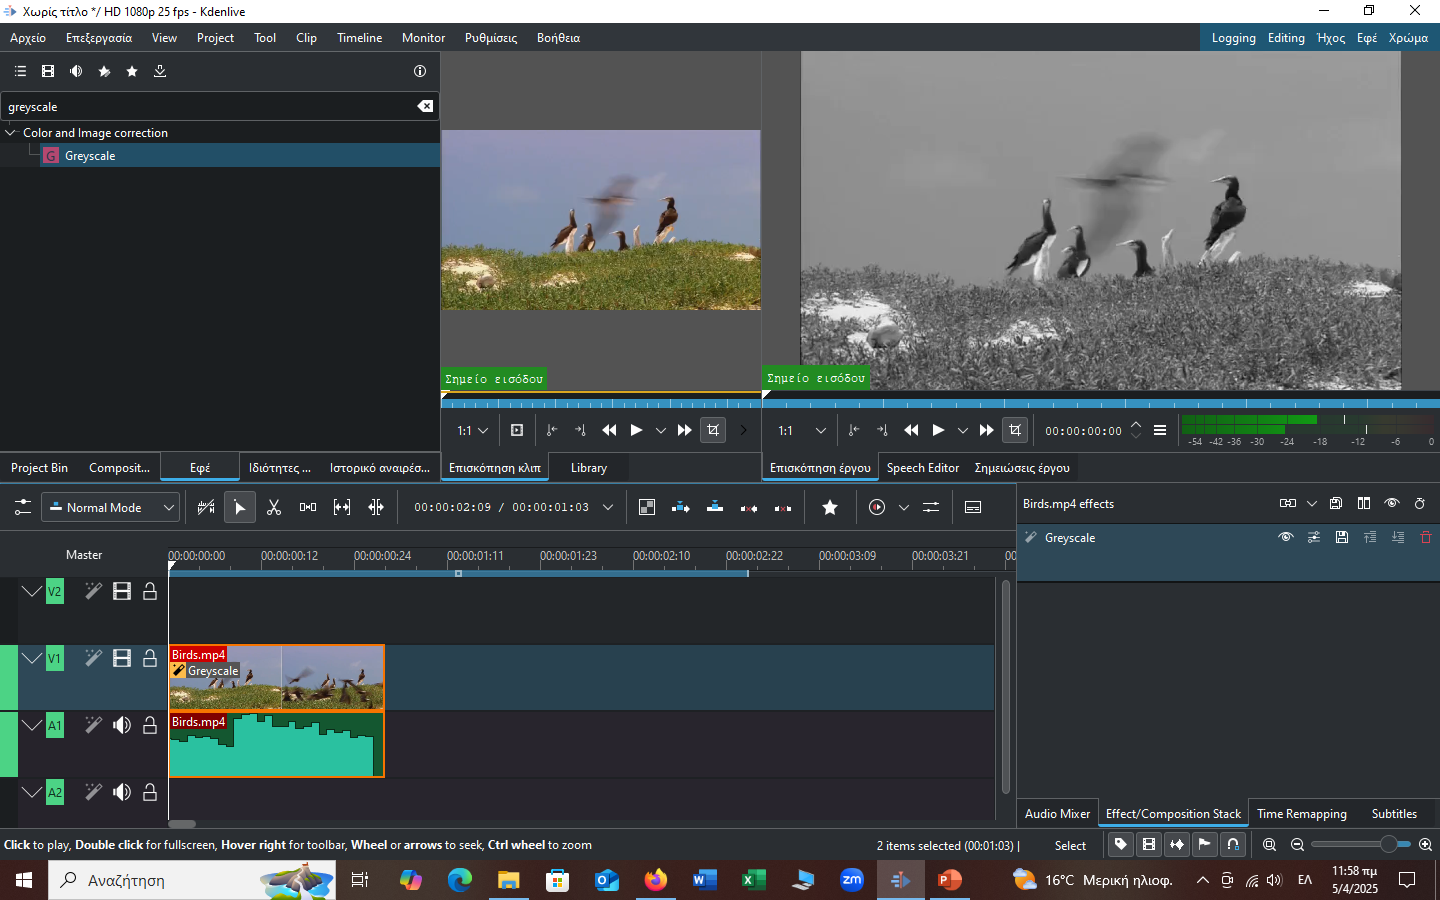 Χωρίς τίτλο */ HD 1080p 25 fps - Kdenlive
Αρχείο Επεξεργασία View Project Tool Clip Timeline Monitor Ρυθμίσεις Βοήθεια
Logging Editing Ήχος Εφέ Χρώμα
greyscale
Color and Image correction
G Greyscale
Σημείο εισόδου
Σημείο εισόδου
1:1
1:1
00:00:00:00
-54 -42 -36 -30 -24 -18 -12 -6 0
Project Bin Composit... Εφέ Ιδιότητες ... Ιστορικό αναιρέσ...
Επισκόπηση κλιπ Library
Επισκόπηση έργου Speech Editor Σημειώσεις έργου
Normal Mode
00:00:02:09 / 00:00:01:03
Birds.mp4 effects
Greyscale
Master
00:00:00:00 00:00:00:12 00:00:00:24 00:00:01:11 00:00:01:23 00:00:02:10 00:00:02:22 00:00:03:09 00:00:03:21 00
V2
V1
Birds.mp4
Greyscale
A1
Birds.mp4
A2
Audio Mixer Effect/Composition Stack Time Remapping Subtitles
Click to play, Double click for fullscreen, Hover right for toolbar, Wheel or arrows to seek, Ctrl wheel to zoom
2 items selected (00:01:03) |
Select
Αναζήτηση
zm
16°C Μερική ηλιοφ.
ΕΛ
11:58 πμ
5/4/2025